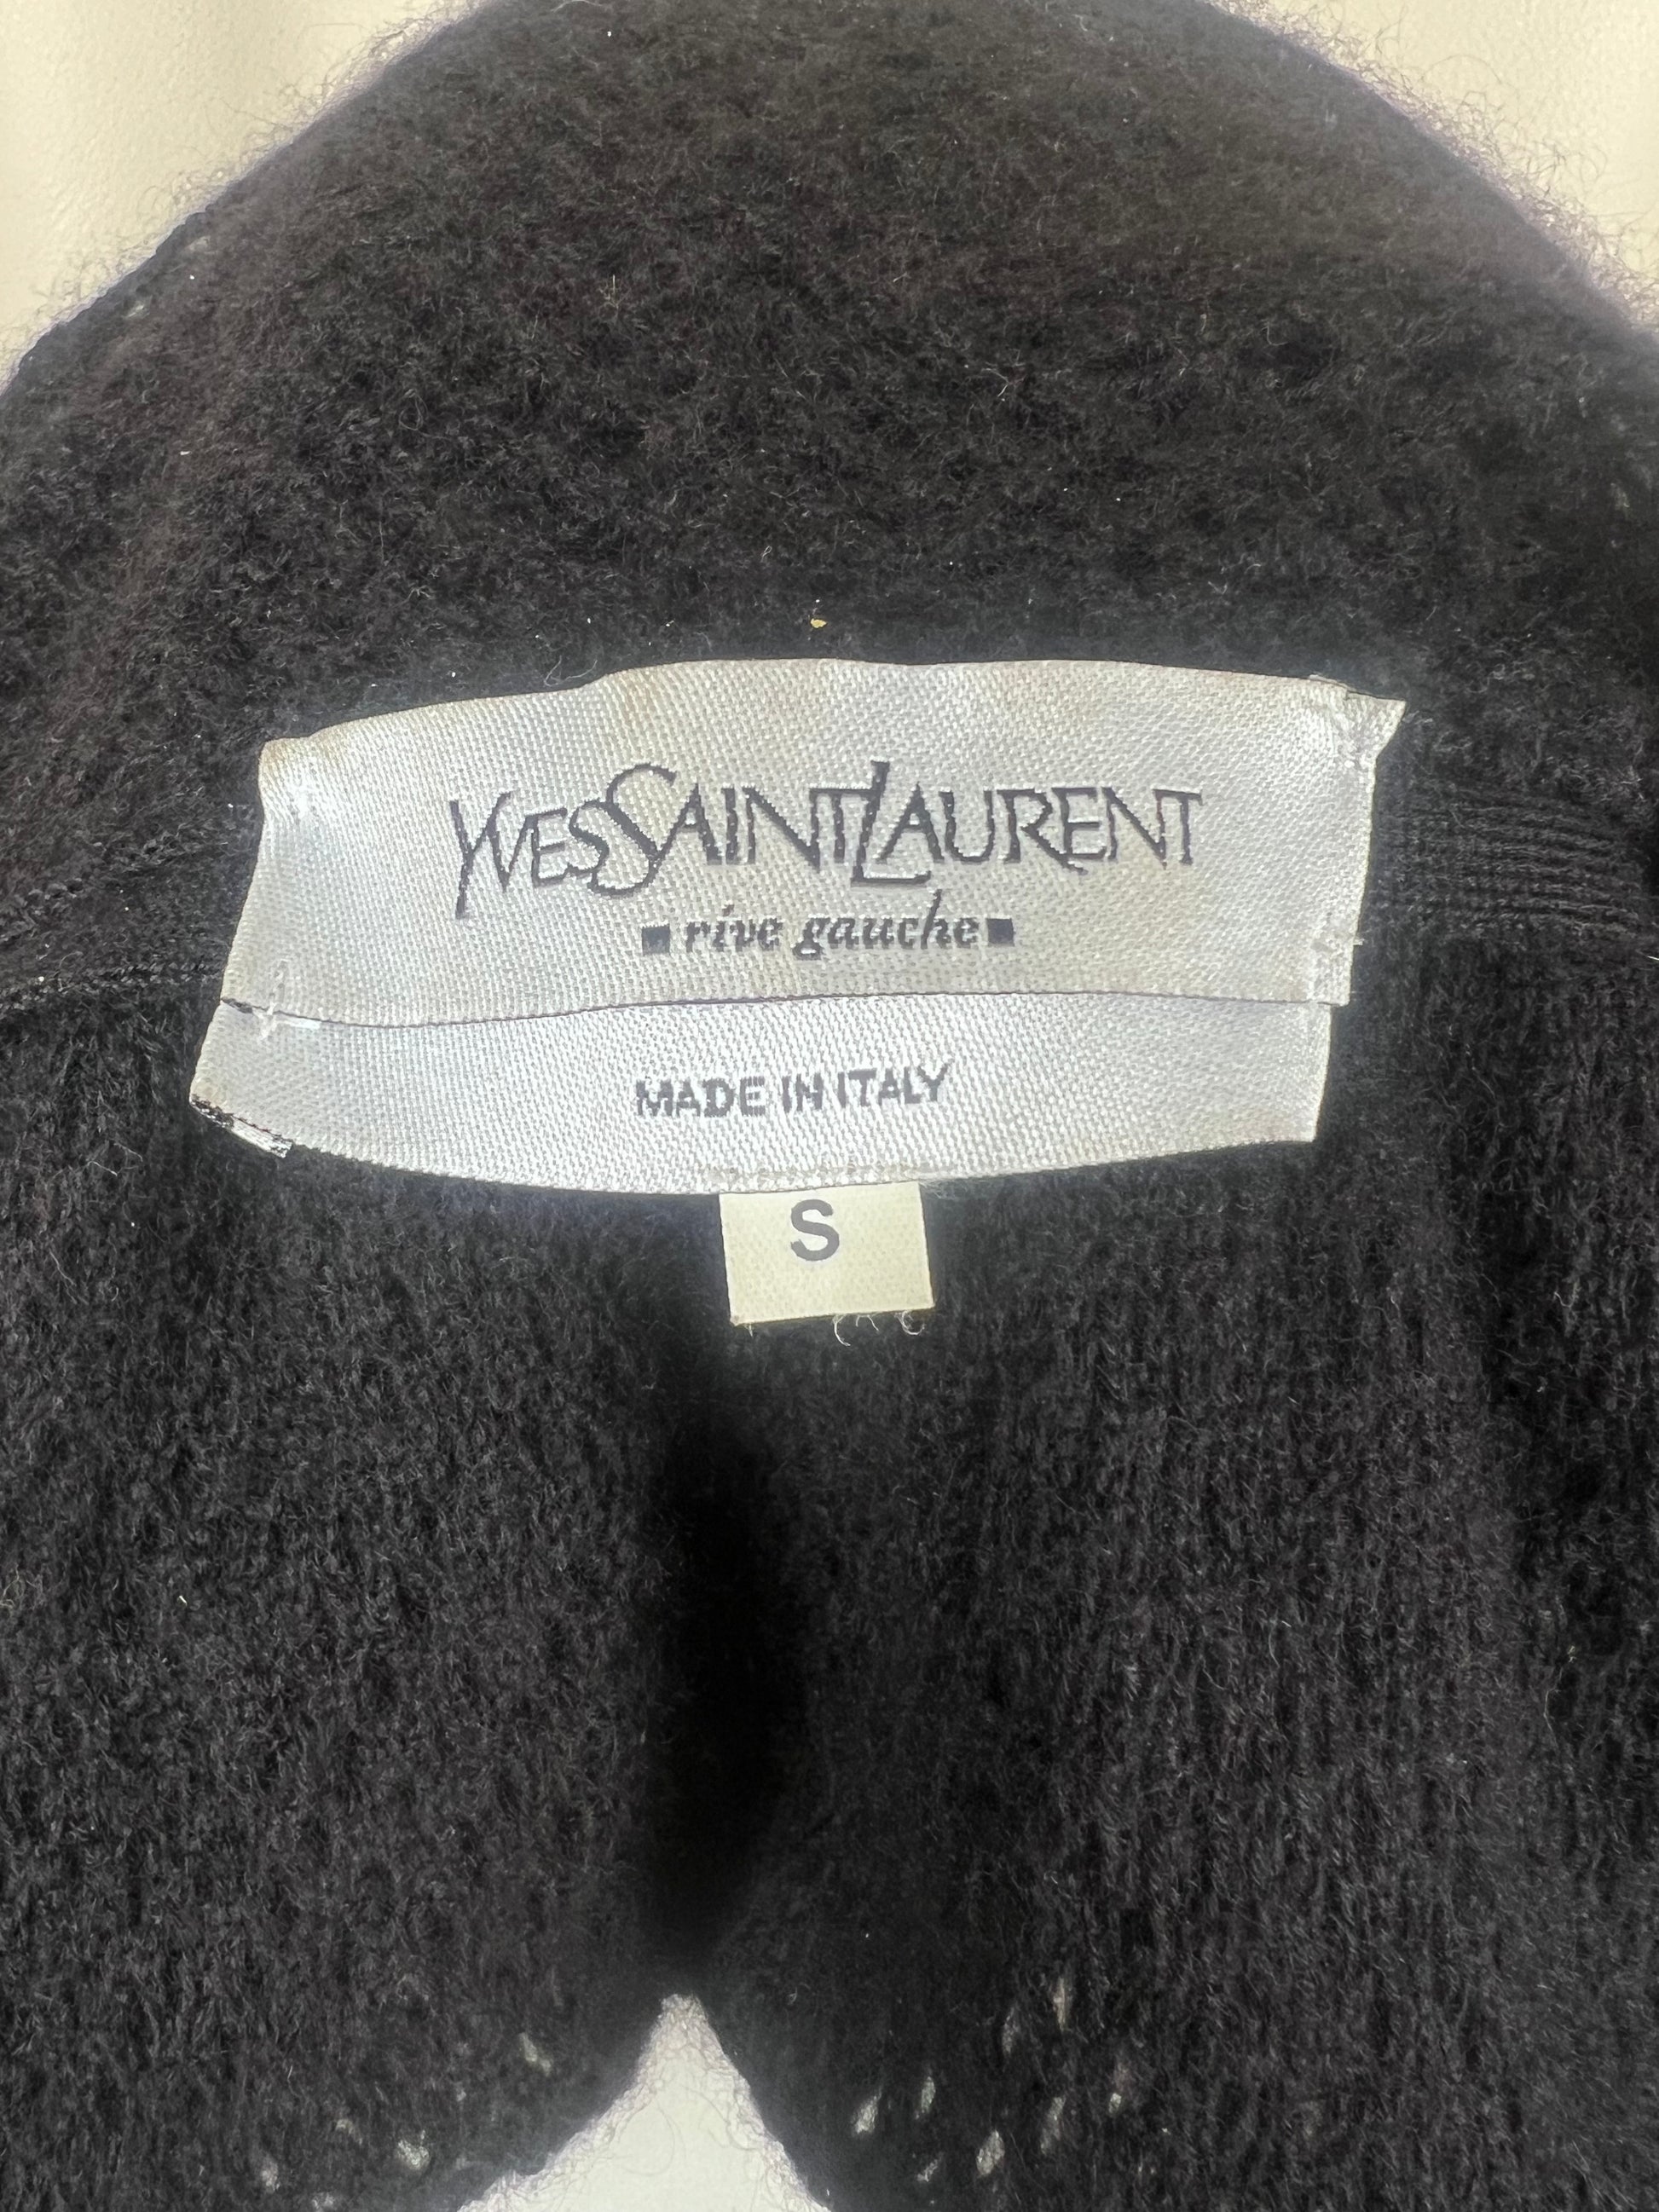 YVESSAINTLAURENT
rive gauche
MADE IN ITALY
S